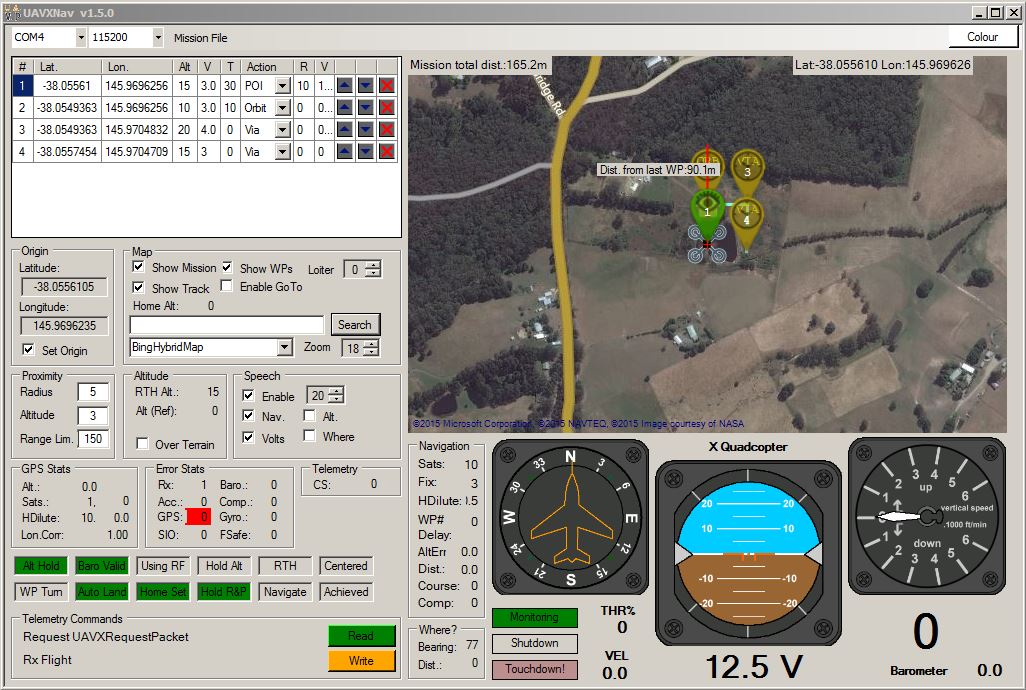 UAVXNav v1.5.0
COM4 115200 Mission File Colour
# Lat. Lon. Alt V T Action R V
1 -38.05561 145.9696256 15 3.0 30 POI 10 1...
2 -38.0549363 145.9696256 10 3.0 10 Orbit 0 0...
3 -38.0549363 145.9704832 20 4.0 0 Via 0 0...
4 -38.0557454 145.9704709 15 3 0 Via 0 0...
Mission total dist.:165.2m
Lat:-38.055610 Lon:145.969626
ridge Rd
Dist. from last WP:90.1m
ORB VIA
3
1
VIA
4
©2015 Microsoft Corporation, ©2015 NAVTEQ, ©2015 Image courtesy of NASA
Origin
Latitude:
-38.0556105
Longitude:
145.9696235
Set Origin
Map
Show Mission Show WPs Loiter 0
Show Track Enable GoTo
Home Alt: 0
Search
BingHybridMap Zoom 18
Proximity
Radius 5
Altitude 3
Range Lim. 150
Altitude
RTH Alt.: 15
Alt (Ref): 0
Over Terrain
Speech
Enable 20
Nav. Alt.
Volts Where
GPS Stats
Alt.: 0.0
Sats.: 1, 0
HDilute: 10. 0.0
Lon.Corr: 1.00
Error Stats
Rx: 1 Baro.: 0
Acc.: 0 Comp.: 0
GPS: 0 Gyro.: 0
SIO: 0 FSafe: 0
Telemetry
CS: 0
Alt Hold Baro Valid Using RF Hold Alt RTH Centered
WP Turn Auto Land Home Set Hold R&P Navigate Achieved
Telemetry Commands
Request UAVXRequestPacket Read
Rx Flight Write
Navigation
Sats: 10
Fix: 3
HDilute: ).5
WP# 0
Delay:
AltErr 0.0
Dist.: 0.0
Course: 0
Comp: 0
Where?
Bearing: 77
Dist.: 0
N 3 6 E 12 15 S 21 24 W 30 33
Monitoring
Shutdown
Touchdown!
THR%
0
VEL
0.0
X Quadcopter
20 20
10 10
-10 -10
-20 -20
12.5 V
1 2 3 4 5 6
up
vertical speed
.1000 ft/min
0
down
1 2 3 4 5 6
0
Barometer 0.0